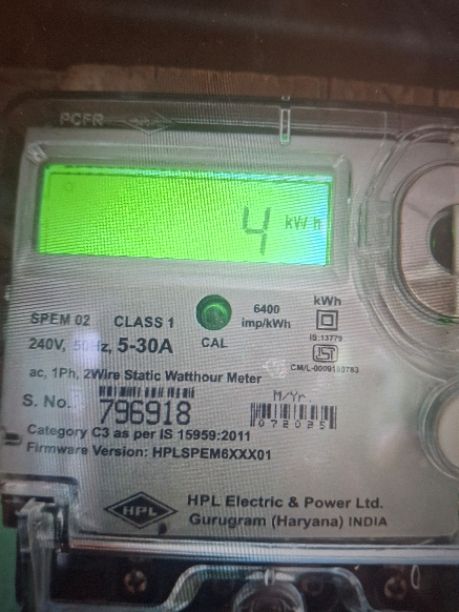 PCFR
4 kWh
SPEM 02 CLASS 1
6400 imp/kWh
kWh
240V, 50Hz, 5-30A
CAL
IS:13779
ac, 1Ph, 2Wire Static Watthour Meter
S. No. 796918
M/Yr.
072025
Category C3 as per IS 15959:2011
Firmware Version: HPLSPEM6XXX01
HPL
HPL Electric & Power Ltd.
Gurugram (Haryana) INDIA